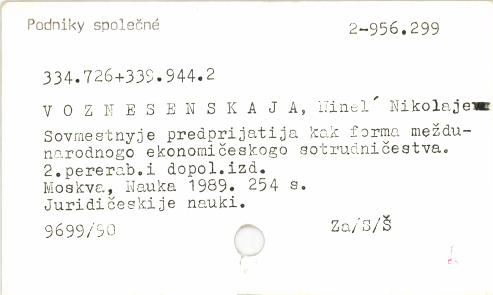 Podniky společné
2-956.299
334.726+339.944.2
V O Z N E S E N S K A J A, Ninel´ Nikolajev
Sovmestnyje predprijatija kak forma meždu-
narodnogo ekonomičeskogo sotrudničestva.
2.pererab.i dopol.izd.
Moskva, Nauka 1989. 254 s.
Juridičeskije nauki.
9699/90
Za/S/Š